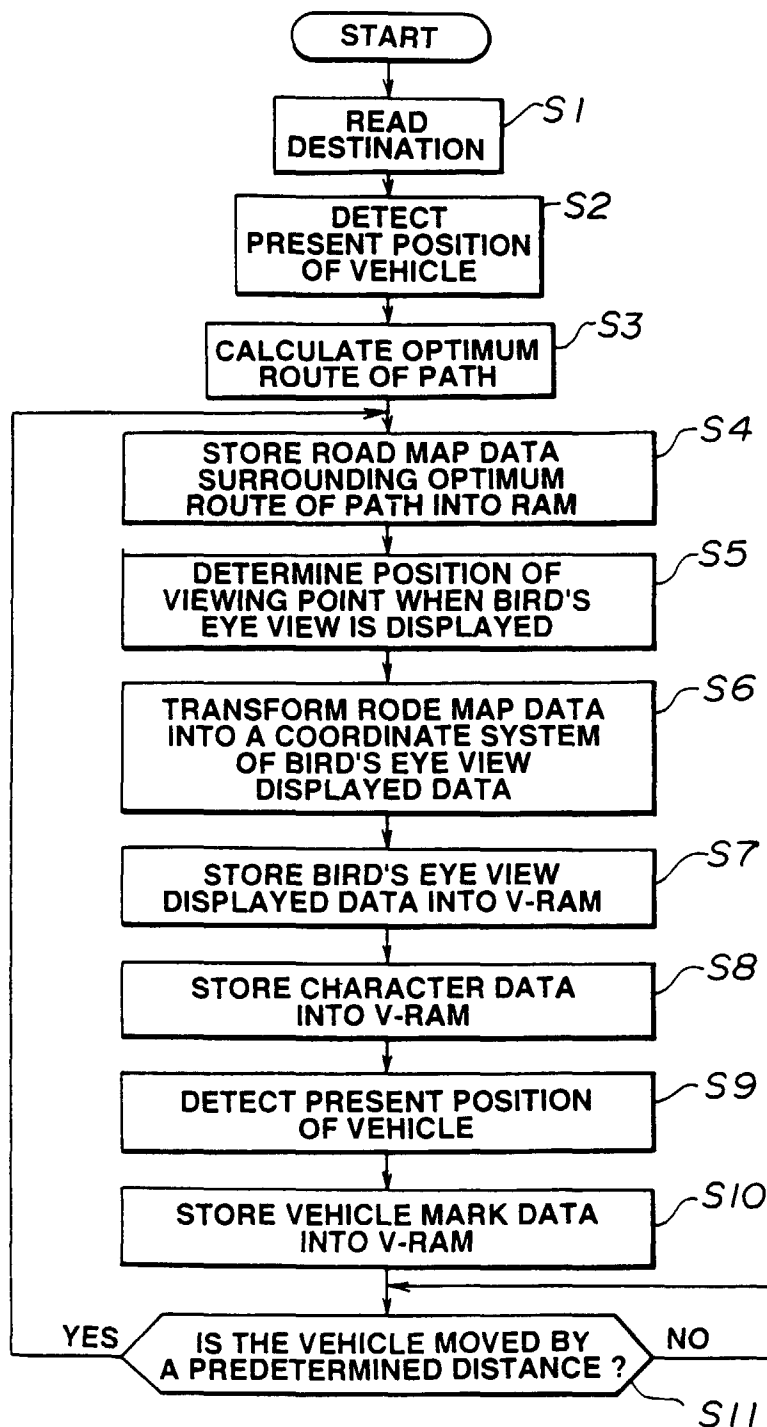 START
S1
READ
DESTINATION
S2
DETECT
PRESENT POSITION
OF VEHICLE
S3
CALCULATE OPTIMUM
ROUTE OF PATH
S4
STORE ROAD MAP DATA
SURROUNDING OPTIMUM
ROUTE OF PATH INTO RAM
S5
DETERMINE POSITION OF
VIEWING POINT WHEN BIRD'S
EYE VIEW IS DISPLAYED
S6
TRANSFORM RODE MAP DATA
INTO A COORDINATE SYSTEM
OF BIRD'S EYE VIEW
DISPLAYED DATA
S7
STORE BIRD'S EYE VIEW
DISPLAYED DATA INTO V-RAM
S8
STORE CHARACTER DATA
INTO V-RAM
S9
DETECT PRESENT POSITION
OF VEHICLE
S10
STORE VEHICLE MARK DATA
INTO V-RAM
YES
IS THE VEHICLE MOVED BY
A PREDETERMINED DISTANCE ?
NO
S11